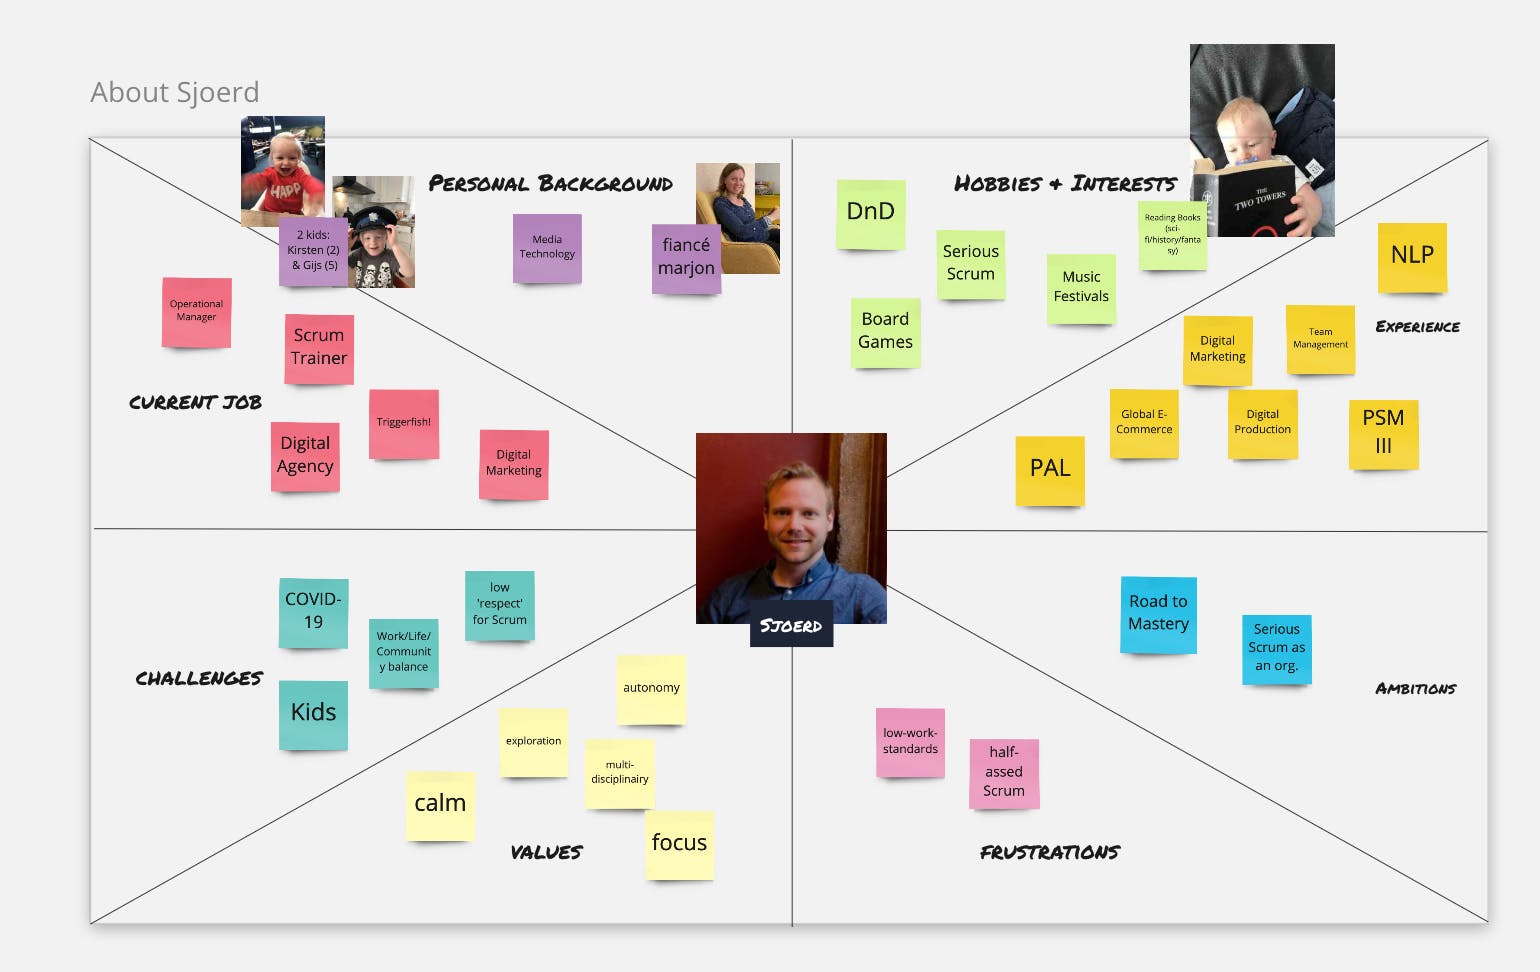 About Sjoerd
Personal Background
2 kids:
Kirsten (2)
& Gijs (5)
Media
Technology
fiancé
marjon
HAPP
Hobbies & Interests
DnD
Serious
Scrum
Music
Festivals
Reading Books
(sci-
fi/history/fanta
sy)
Board
Games
THE
TWO TOWERS
Current Job
Operational
Manager
Scrum
Trainer
Triggerfish!
Digital
Agency
Digital
Marketing
Experience
NLP
Digital
Marketing
Team
Management
Global E-
Commerce
Digital
Production
PSM
III
PAL
Sjoerd
Challenges
COVID-
19
low
'respect'
for Scrum
Work/Life/
Communit
y balance
Kids
Values
autonomy
exploration
multi-
disciplinairy
calm
focus
Frustrations
low-work-
standards
half-
assed
Scrum
Ambitions
Road to
Mastery
Serious
Scrum as
an org.